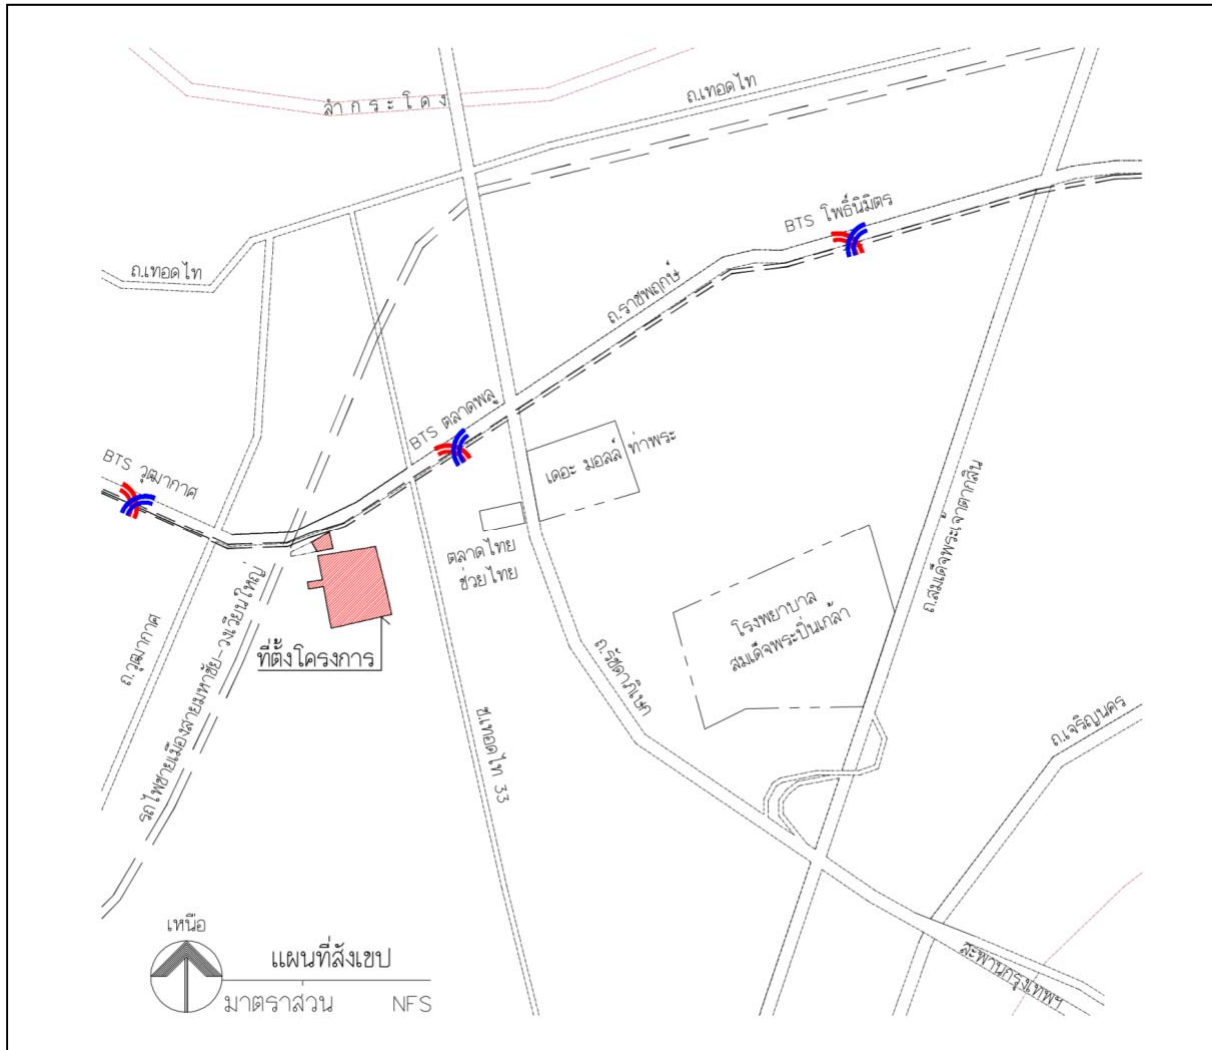 ลำกระโดง
ถ.เทอดไท
BTS โพธิ์นิมิตร
ถ.เทอดไท
ถ.ราชพฤกษ์
BTS ตลาดพลู
เดอะ มอลล์ ท่าพระ
BTS วุฒากาศ
ตลาดไทย
ช่วยไทย
ถ.สมเด็จพระเจ้าตากสิน
โรงพยาบาล
สมเด็จพระปิ่นเกล้า
ที่ตั้งโครงการ
ถ.วุฒากาศ
รถไฟชายเมืองสายมหาชัย-วงเวียนใหญ่
ถ.รัชดาภิเษก
ซ.เทอดไท 33
ถ.เจริญนคร
สะพานกรุงเทพฯ
เหนือ
แผนที่สังเขป
มาตราส่วน NFS